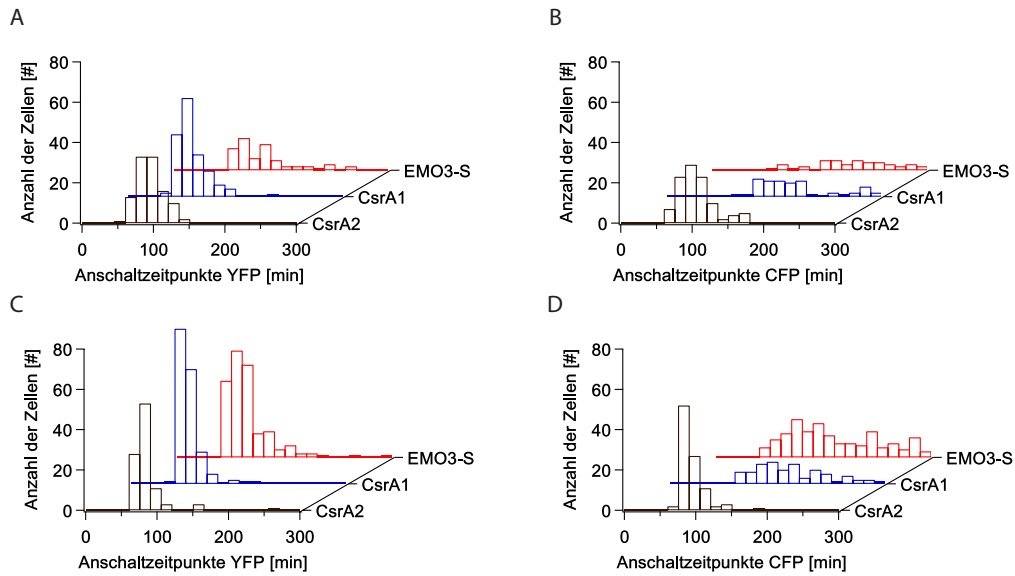 A
Anzahl der Zellen [#]
80
60
40
20
0
0 100 200 300
EMO3-S
CsrA1
CsrA2
Anschaltzeitpunkte YFP [min]
B
Anzahl der Zellen [#]
80
60
40
20
0
0 100 200 300
EMO3-S
CsrA1
CsrA2
Anschaltzeitpunkte CFP [min]
C
Anzahl der Zellen [#]
80
60
40
20
0
0 100 200 300
EMO3-S
CsrA1
CsrA2
Anschaltzeitpunkte YFP [min]
D
Anzahl der Zellen [#]
80
60
40
20
0
0 100 200 300
EMO3-S
CsrA1
CsrA2
Anschaltzeitpunkte CFP [min]